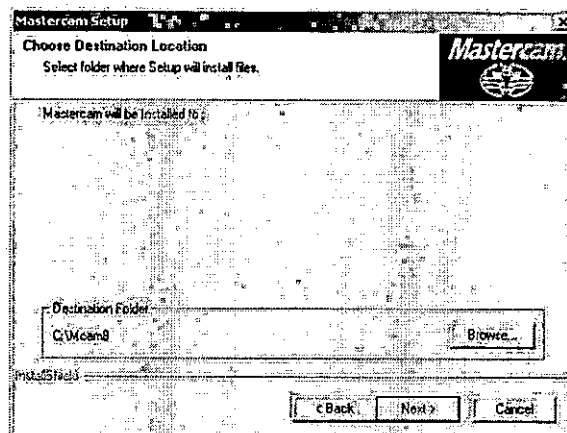 Mastercam Setup
Choose Destination Location
Select folder where Setup will install files.
Mastercam
Mastercam will be Installed to:
Destination Folder
C:\Mcam9
Browse...
InstallShield
< Back
Next >
Cancel